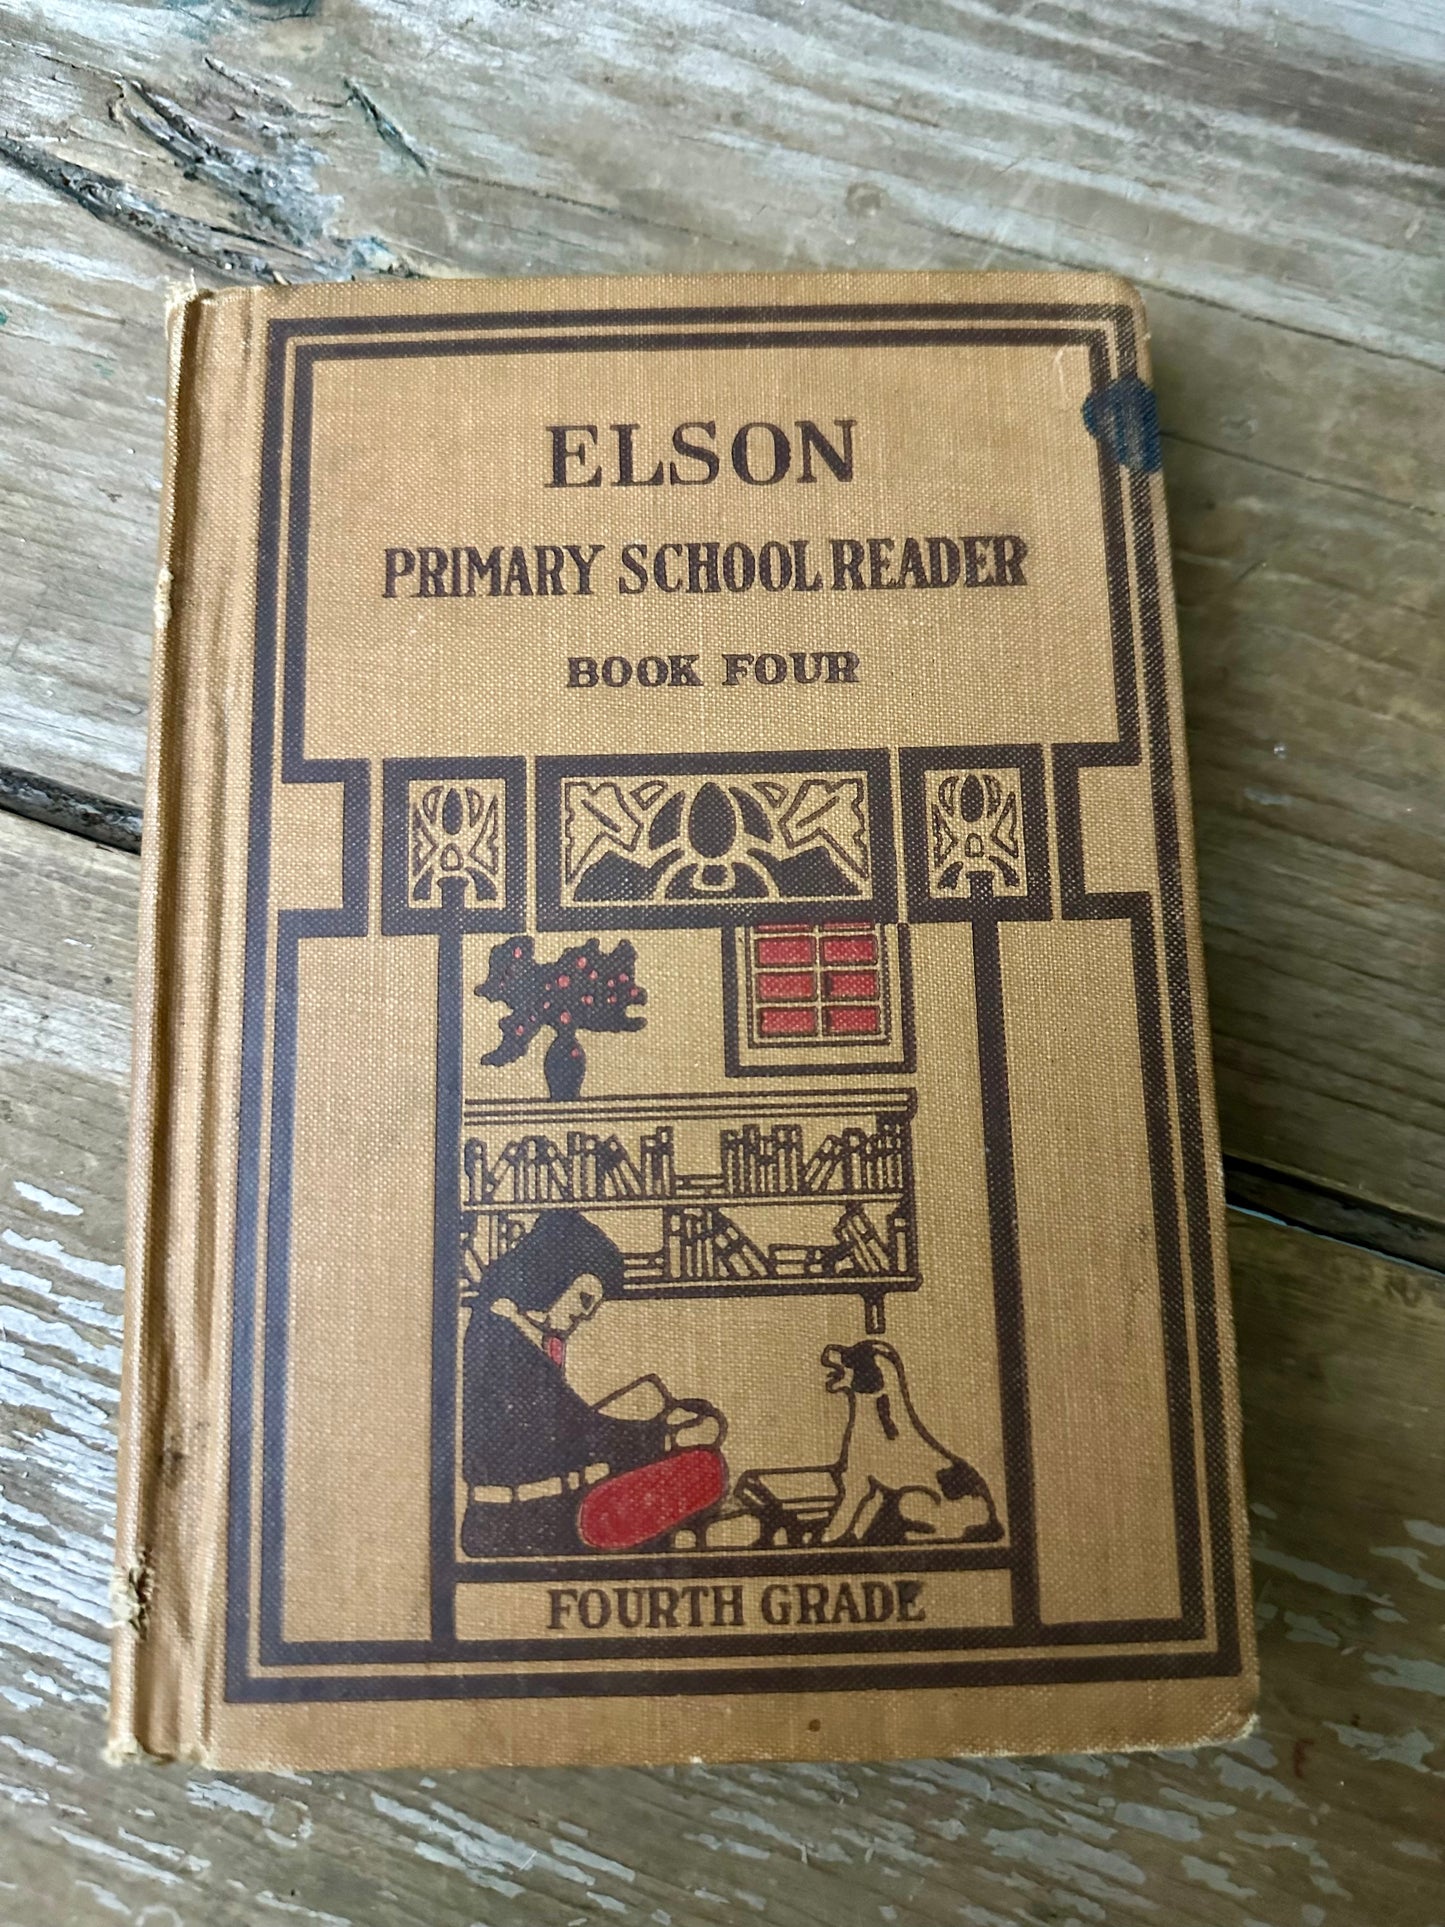 ELSON
PRIMARY SCHOOL READER
BOOK FOUR
FOURTH GRADE